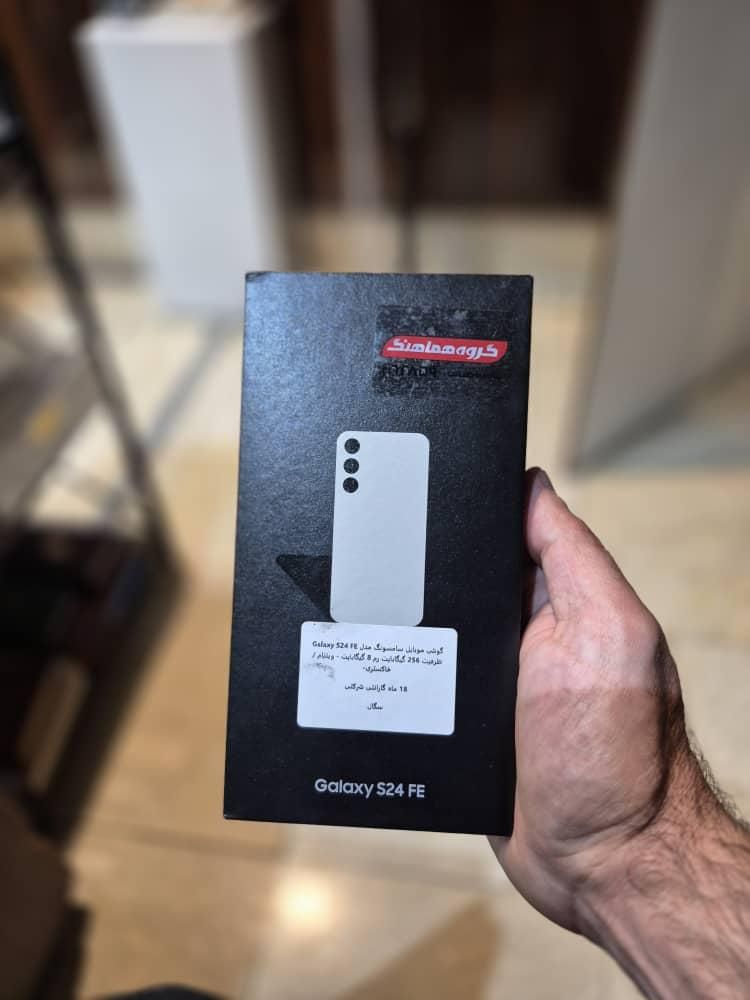 گروه هماهنگ
گوشی موبایل سامسونگ مدل Galaxy S24 FE
ظرفیت 256 گیگابایت رم 8 گیگابایت - ویتنام /
خاکستری-
18 ماه گارانتی شرکتی
سگال
Galaxy S24 FE